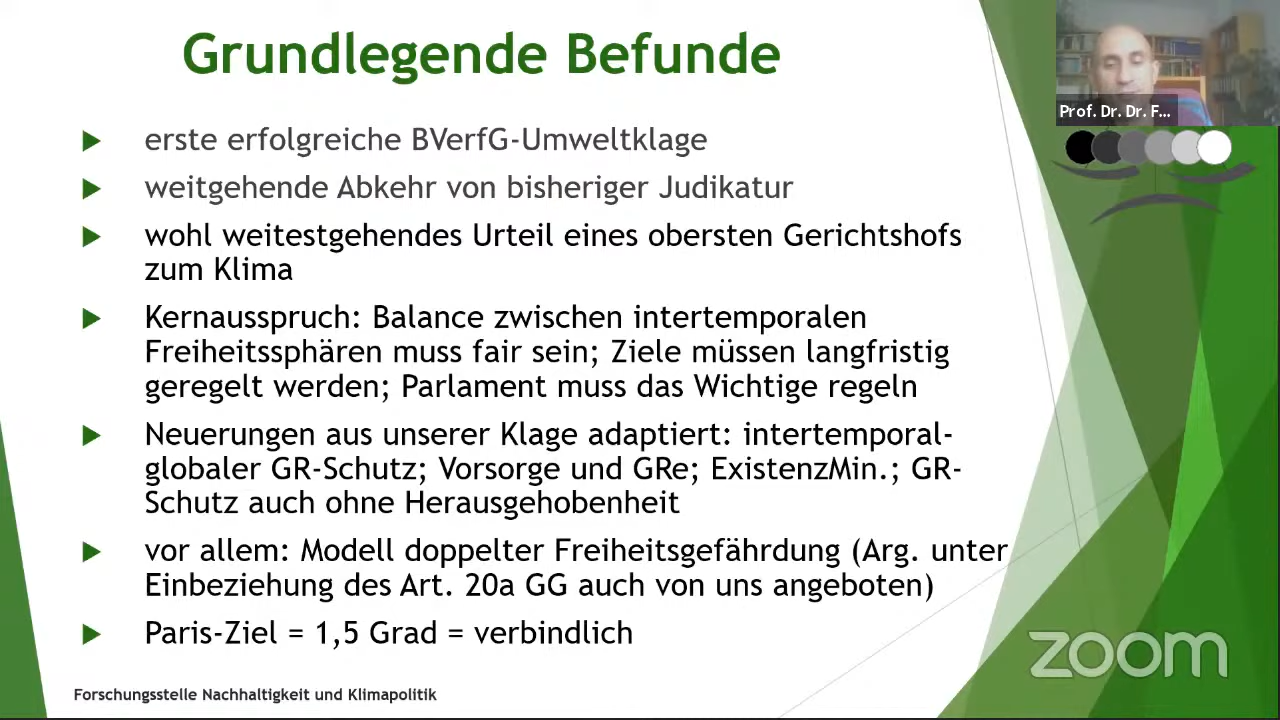 Grundlegende Befunde
Prof. Dr. Dr. F...
erste erfolgreiche BVerfG-Umweltklage
weitgehende Abkehr von bisheriger Judikatur
wohl weitestgehendes Urteil eines obersten Gerichtshofs
zum Klima
Kernausspruch: Balance zwischen intertemporalen
Freiheitssphären muss fair sein; Ziele müssen langfristig
geregelt werden; Parlament muss das Wichtige regeln
Neuerungen aus unserer Klage adaptiert: intertemporal-
globaler GR-Schutz; Vorsorge und GRe; ExistenzMin.; GR-
Schutz auch ohne Herausgehobenheit
vor allem: Modell doppelter Freiheitsgefährdung (Arg. unter
Einbeziehung des Art. 20a GG auch von uns angeboten)
Paris-Ziel = 1,5 Grad = verbindlich
zoom
Forschungsstelle Nachhaltigkeit und Klimapolitik